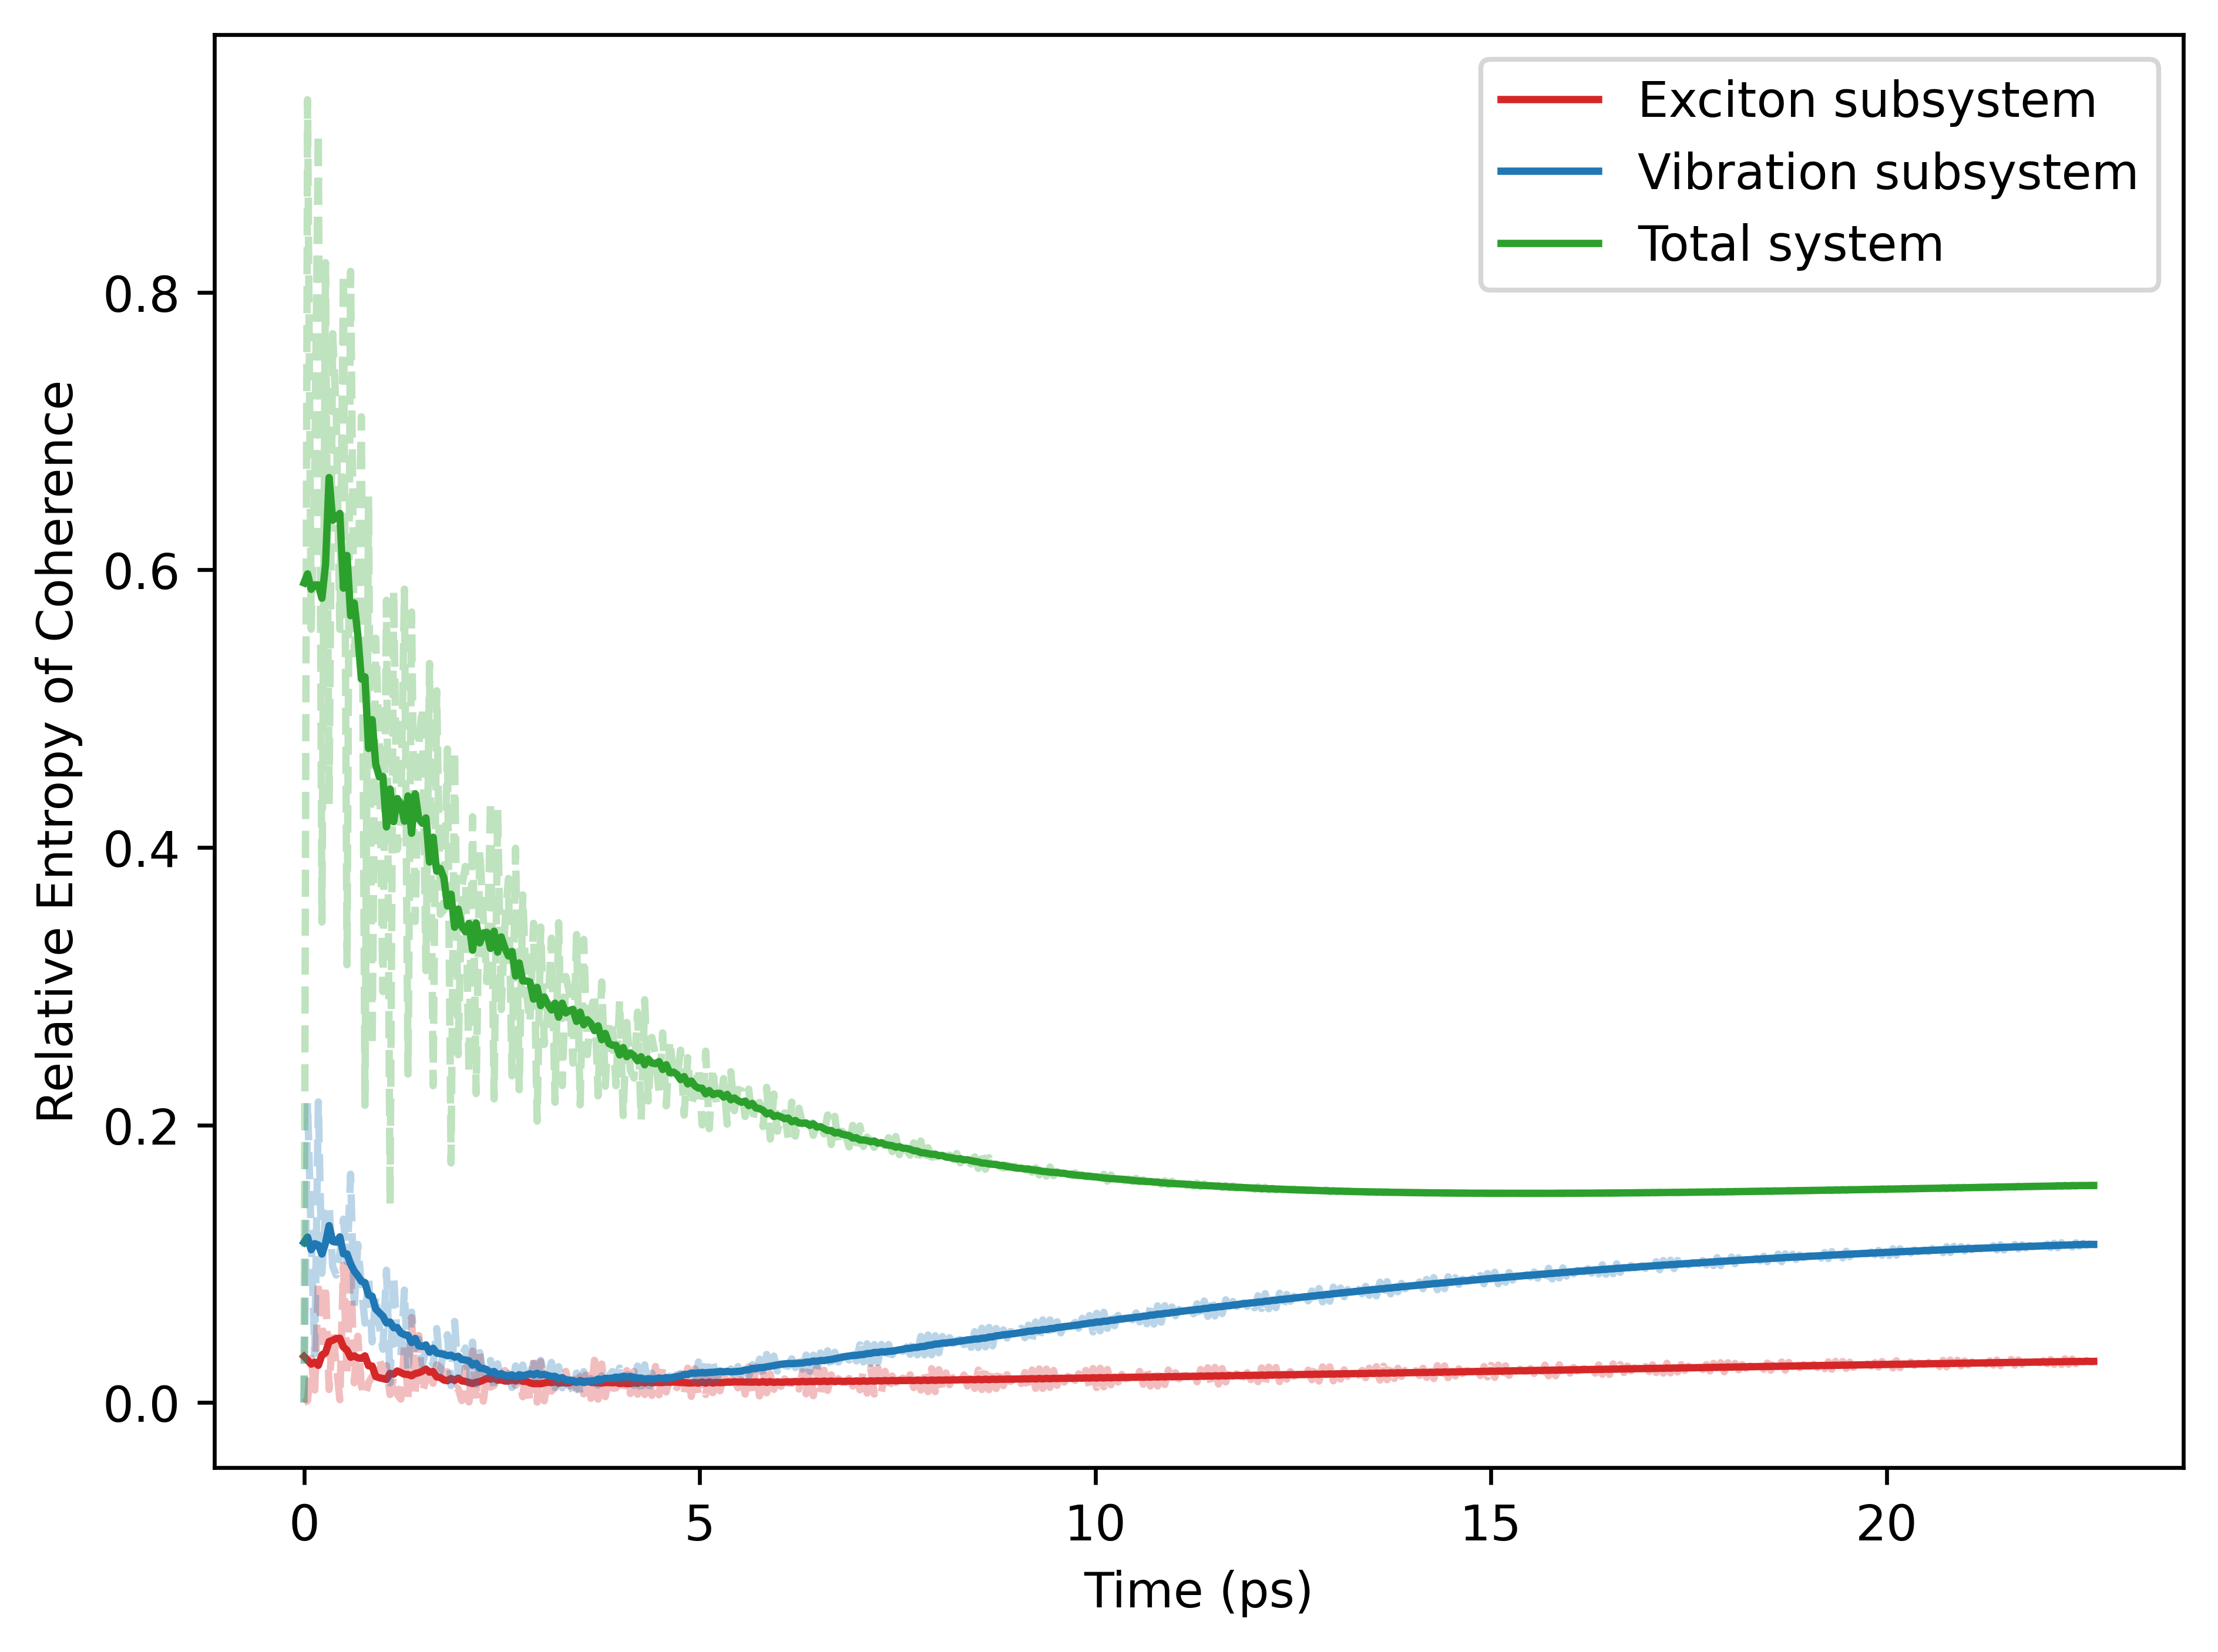 Exciton subsystem
Vibration subsystem
Total system
Relative Entropy of Coherence
0.8
0.6
0.4
0.2
0.0
0 5 10 15 20
Time (ps)